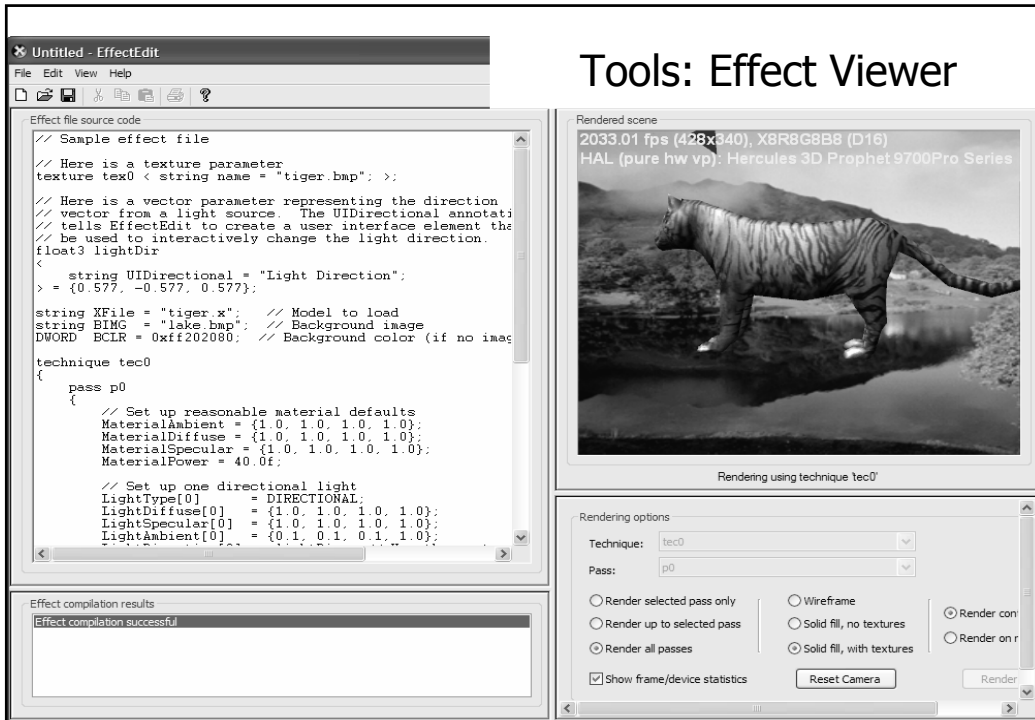 Tools: Effect Viewer
Untitled - EffectEdit
File Edit View Help
Effect file source code
// Sample effect file
// Here is a texture parameter
texture tex0 < string name = "tiger.bmp"; >;
// Here is a vector parameter representing the direction
// vector from a light source. The UIDirectional annotati
// tells EffectEdit to create a user interface element tha
// be used to interactively change the light direction.
float3 lightDir
<
string UIDirectional = "Light Direction";
> = {0.577, -0.577, 0.577};
string XFile = "tiger.x"; // Model to load
string BIMG = "lake.bmp"; // Background image
DWORD BCLR = 0xff202080; // Background color (if no imag
technique tec0
{
pass p0
{
// Set up reasonable material defaults
MaterialAmbient = {1.0, 1.0, 1.0, 1.0};
MaterialDiffuse = {1.0, 1.0, 1.0, 1.0};
MaterialSpecular = {1.0, 1.0, 1.0, 1.0};
MaterialPower = 40.0f;
// Set up one directional light
LightType[0] = DIRECTIONAL;
LightDiffuse[0] = {1.0, 1.0, 1.0, 1.0};
LightSpecular[0] = {1.0, 1.0, 1.0, 1.0};
LightAmbient[0] = {0.1, 0.1, 0.1, 1.0};
Effect compilation results
Effect compilation successful
Rendered scene
2033.01 fps (428x340), X8R8G8B8 (D16)
HAL (pure hw vp): Hercules 3D Prophet 9700Pro Series
Rendering using technique 'tec0'
Rendering options
Technique: tec0
Pass: p0
Render selected pass only
Render up to selected pass
Render all passes
Wireframe
Solid fill, no textures
Solid fill, with textures
Render con
Render on r
Show frame/device statistics
Reset Camera
Render